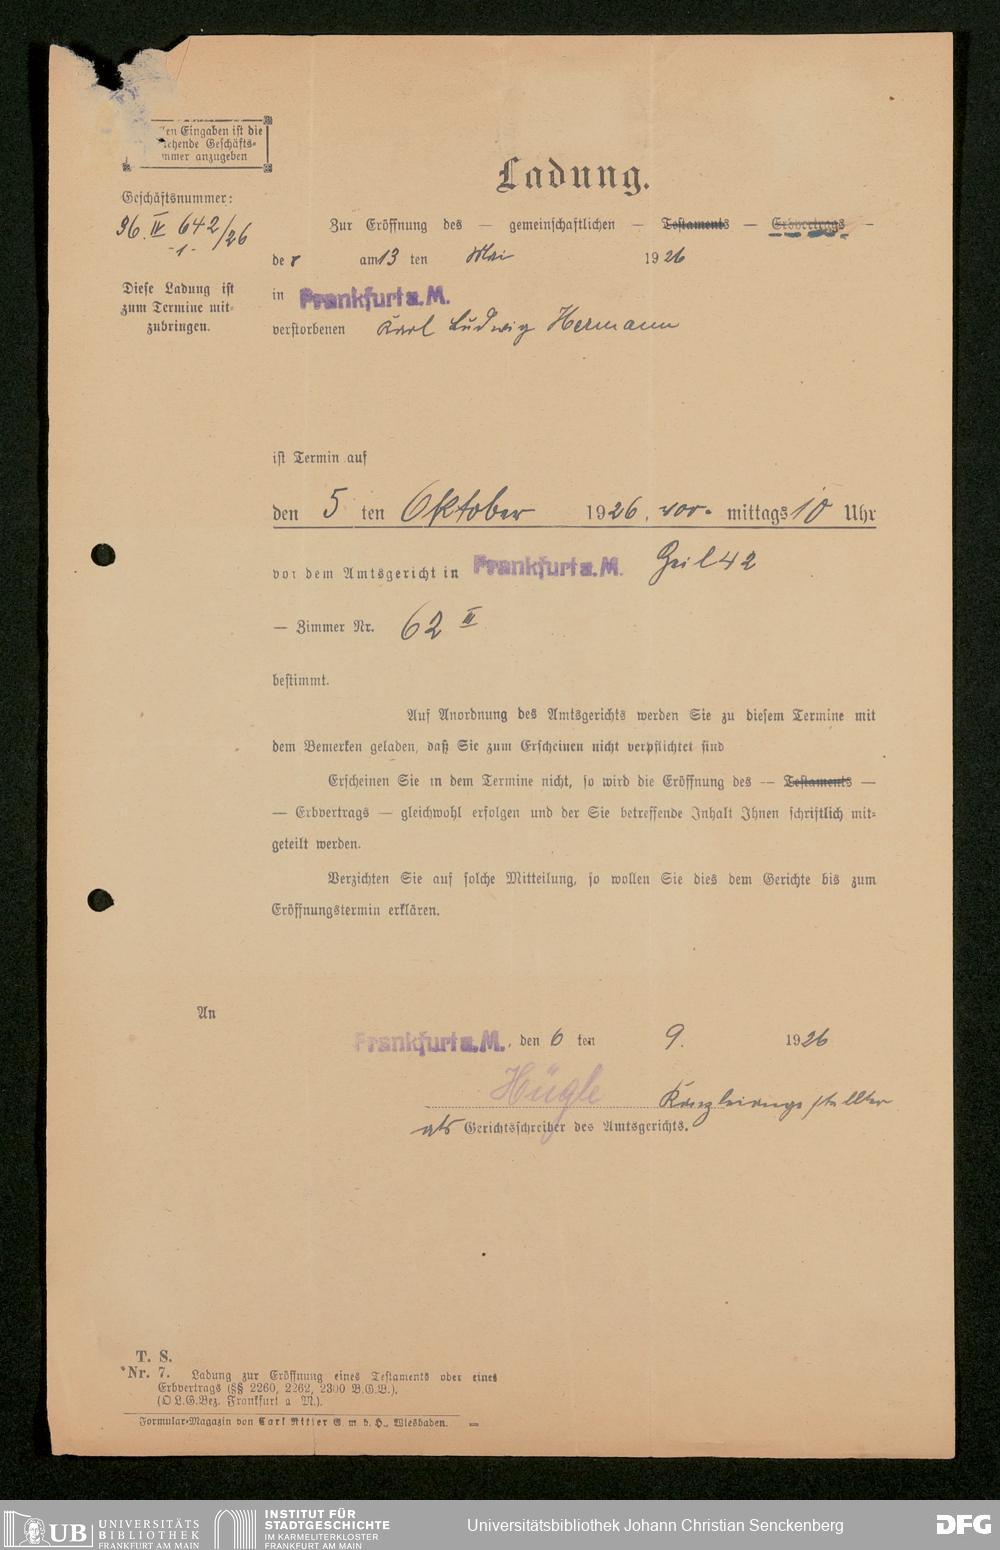 en Eingaben ist die
ehende Geschäfts-
mmer anzugeben
Ladung.
Geschäftsnummer:
96. IV 642/26
-1-
Diese Ladung ist
zum Termine mit-
zubringen.
Zur Eröffnung des — gemeinschaftlichen — Testaments — Erbvertrags —
de r am 13 ten Mai 1926
in Frankfurt a. M.
verstorbenen Karl Ludwig Hermann
ist Termin auf
den 5 ten Oktober 1926, vor- mittags 10 Uhr
vor dem Amtsgericht in Frankfurt a. M. Zeil 42
— Zimmer Nr. 62 II
bestimmt.
Auf Anordnung des Amtsgerichts werden Sie zu diesem Termine mit
dem Bemerken geladen, daß Sie zum Erscheinen nicht verpflichtet sind
Erscheinen Sie in dem Termine nicht, so wird die Eröffnung des — Testaments —
— Erbvertrags — gleichwohl erfolgen und der Sie betreffende Inhalt Ihnen schriftlich mit-
geteilt werden.
Verzichten Sie auf solche Mitteilung, so wollen Sie dies dem Gerichte bis zum
Eröffnungstermin erklären.
An
Frankfurt a. M., den 6 ten 9. 1926
Hügle Kanzleiangestellter
als Gerichtsschreiber des Amtsgerichts.
T. S.
Nr. 7. Ladung zur Eröffnung eines Testaments oder eines
Erbvertrags (§§ 2260, 2262, 2300 B.G.B.).
(O L.G.Bez. Frankfurt a M.).
Formular-Magazin von Carl Ritter G. m. b. H., Wiesbaden.
UB UNIVERSITÄTS
BIBLIOTHEK
FRANKFURT AM MAIN
INSTITUT FÜR
STADTGESCHICHTE
IM KARMELITERKLOSTER
FRANKFURT AM MAIN
Universitätsbibliothek Johann Christian Senckenberg
DFG